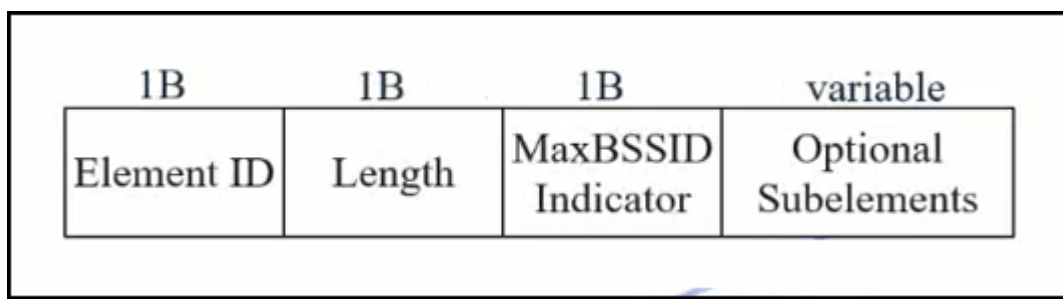 1B 1B 1B variable
Element ID Length MaxBSSID Indicator Optional Subelements